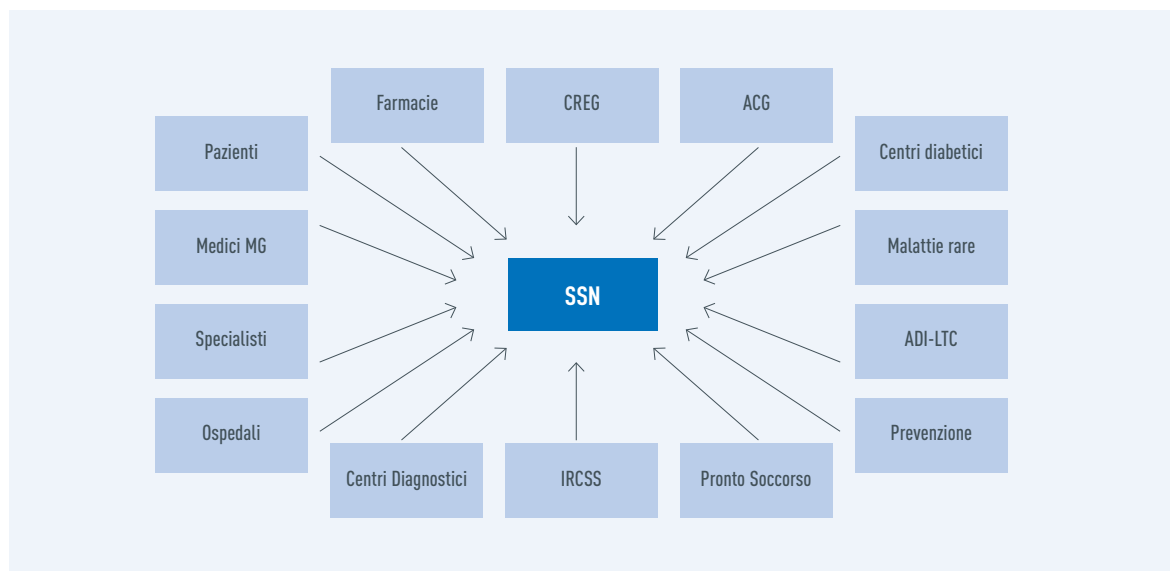 Farmacie
CREG
ACG
Pazienti
Centri diabetici
Medici MG
Malattie rare
SSN
Specialisti
ADI-LTC
Ospedali
Prevenzione
Centri Diagnostici
IRCSS
Pronto Soccorso